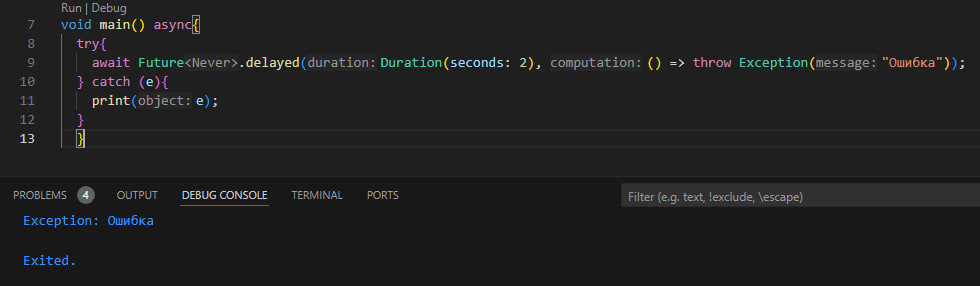 Run | Debug
7 void main() async{
8 try{
9 await Future<Never>.delayed(duration: Duration(seconds: 2), computation: () => throw Exception(message: "Ошибка"));
10 } catch (e){
11 print(object: e);
12 }
13 }
PROBLEMS 4 OUTPUT DEBUG CONSOLE TERMINAL PORTS Filter (e.g. text, !exclude, \escape)
Exception: Ошибка
Exited.